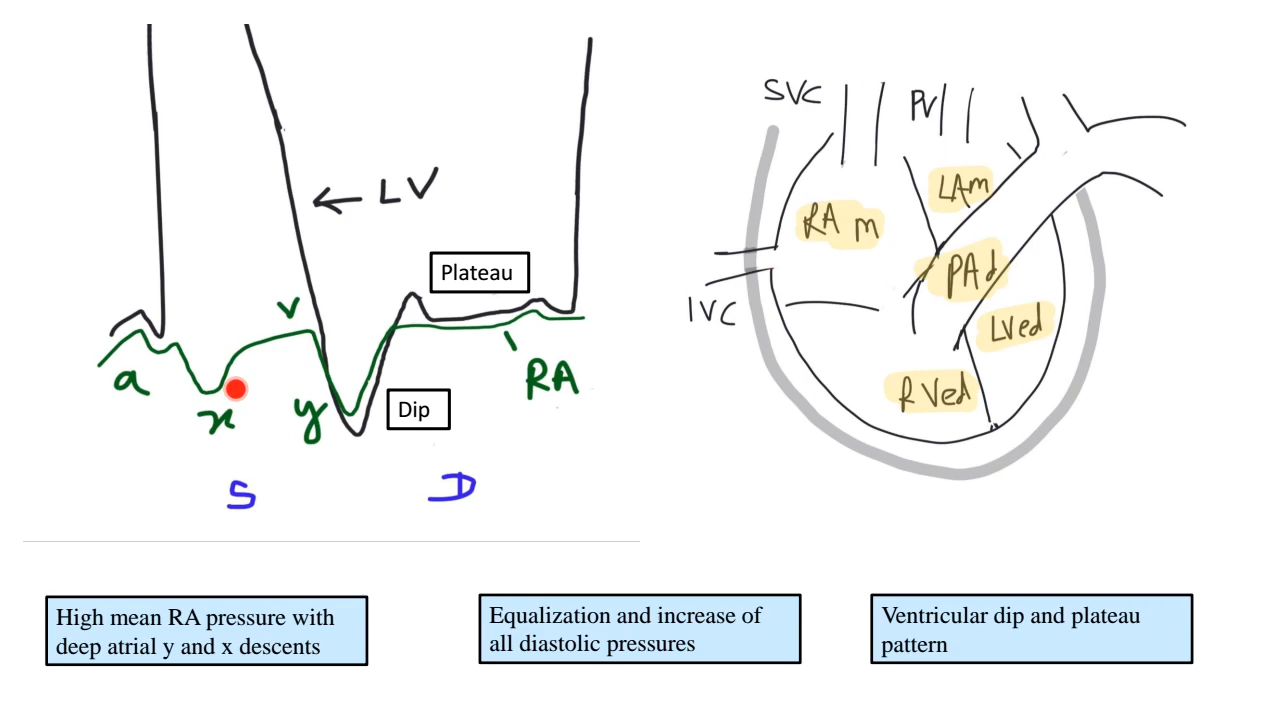 ← LV
Plateau
v
a
x
y
RA
Dip
S
D
SVC
PV
LAm
RA m
PAd
IVC
LVed
RVed
High mean RA pressure with
deep atrial y and x descents
Equalization and increase of
all diastolic pressures
Ventricular dip and plateau
pattern